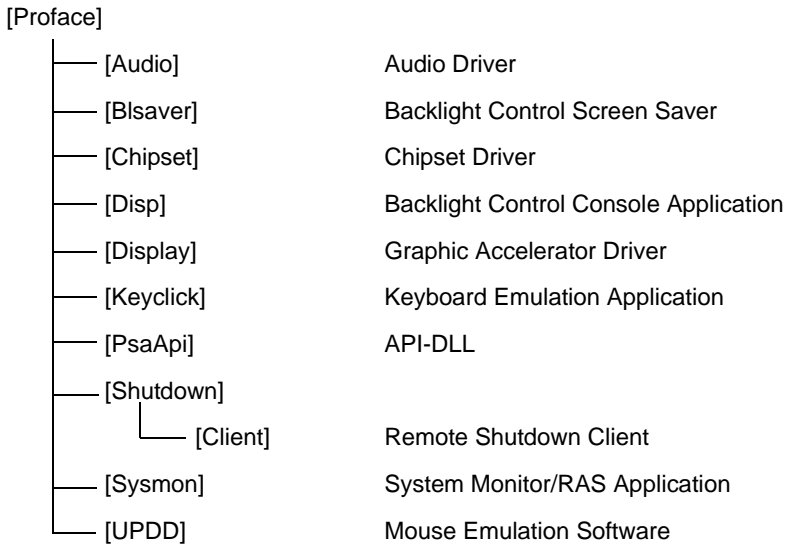 [Proface]
[Audio] Audio Driver
[Blsaver] Backlight Control Screen Saver
[Chipset] Chipset Driver
[Disp] Backlight Control Console Application
[Display] Graphic Accelerator Driver
[Keyclick] Keyboard Emulation Application
[PsaApi] API-DLL
[Shutdown]
[Client] Remote Shutdown Client
[Sysmon] System Monitor/RAS Application
[UPDD] Mouse Emulation Software